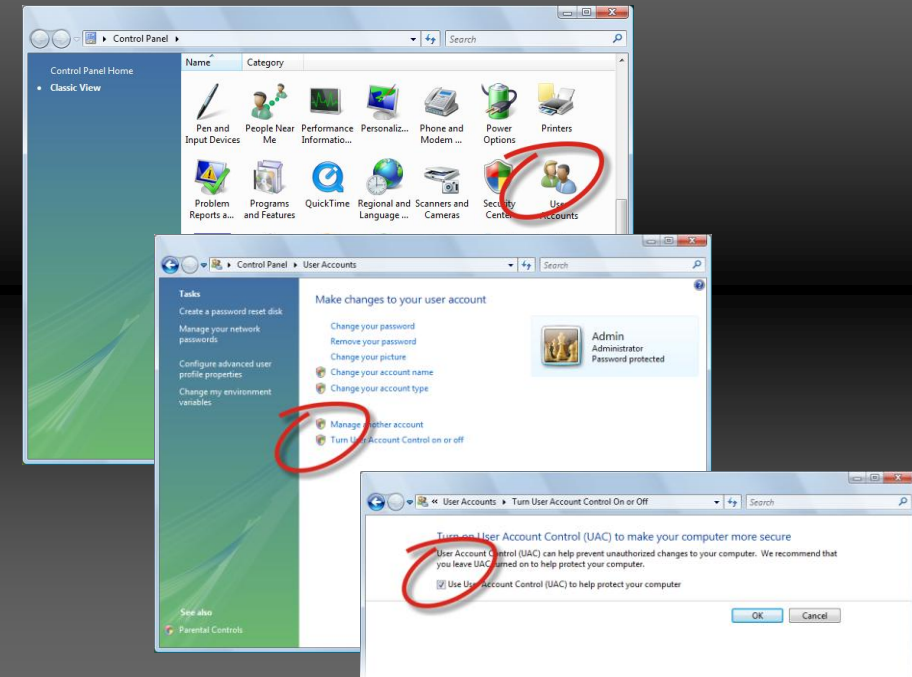 Control Panel
Search
Control Panel Home
Classic View
Name Category
Pen and Input Devices
People Near Me
Performance Informatio...
Personaliz...
Phone and Modem ...
Power Options
Printers
Problem Reports a...
Programs and Features
QuickTime
Regional and Language ...
Scanners and Cameras
Security Center
User Accounts
Control Panel User Accounts
Search
Tasks
Create a password reset disk
Manage your network
passwords
Configure advanced user
profile properties
Change my environment
variables
See also
Parental Controls
Make changes to your user account
Change your password
Remove your password
Change your picture
Change your account name
Change your account type
Manage another account
Turn User Account Control on or off
Admin
Administrator
Password protected
« User Accounts Turn User Account Control On or Off
Search
Turn on User Account Control (UAC) to make your computer more secure
User Account Control (UAC) can help prevent unauthorized changes to your computer. We recommend that
you leave UAC turned on to help protect your computer.
Use User Account Control (UAC) to help protect your computer
OK Cancel